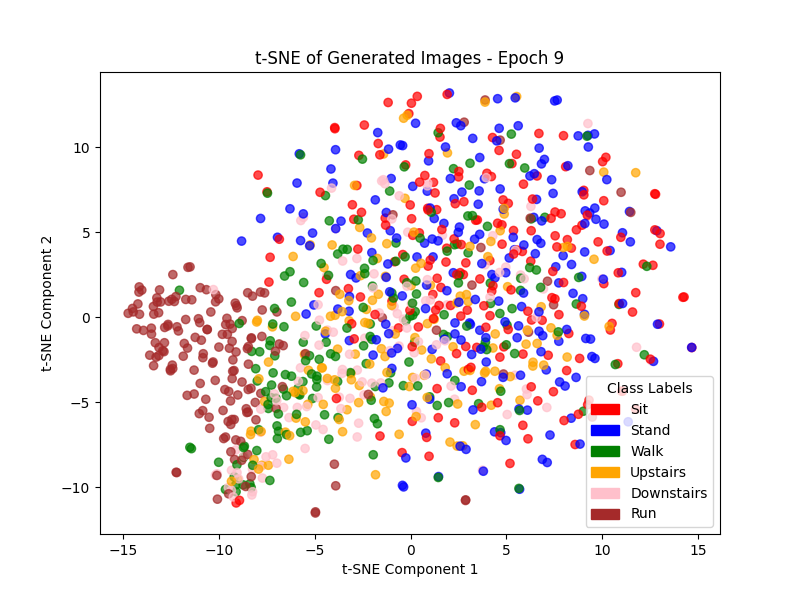 t-SNE of Generated Images - Epoch 9
t-SNE Component 2
10
5
0
−5
−10
Class Labels
Sit
Stand
Walk
Upstairs
Downstairs
Run
−15
−10
−5
0
5
10
15
t-SNE Component 1